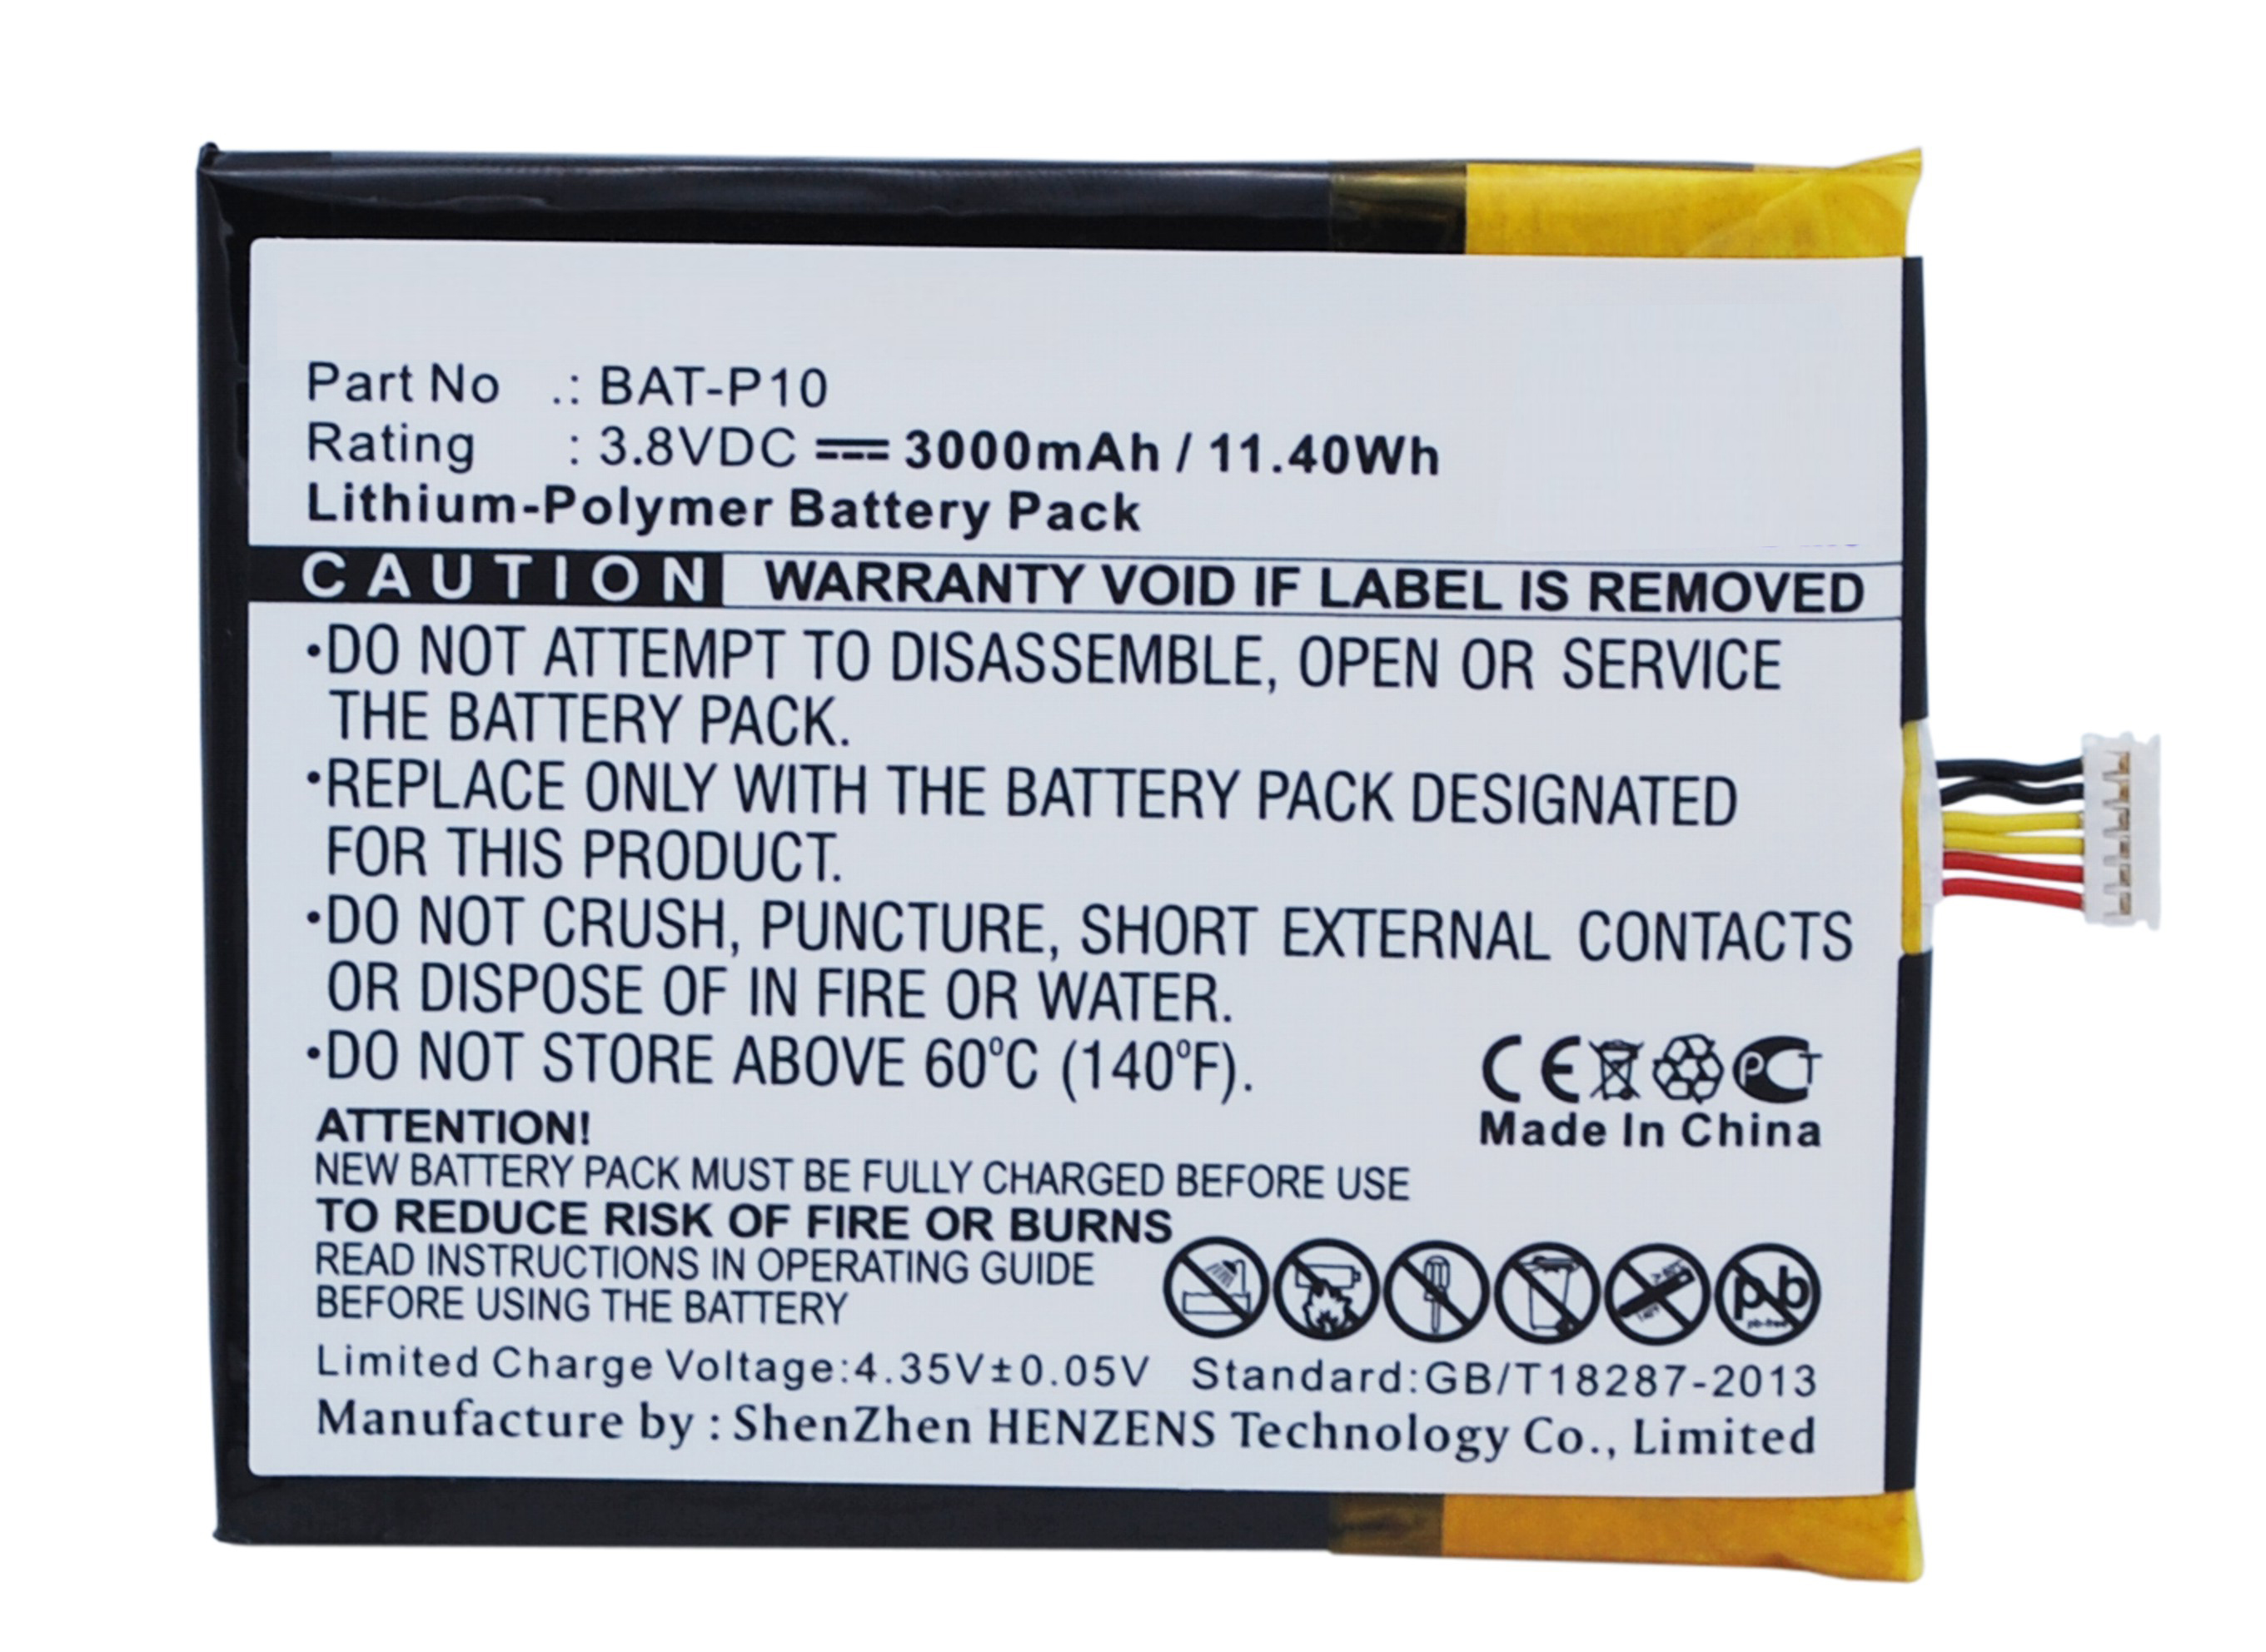 Part No .: BAT-P10
Rating : 3.8VDC ⎓ 3000mAh / 11.40Wh
Lithium-Polymer Battery Pack
CAUTION WARRANTY VOID IF LABEL IS REMOVED
•DO NOT ATTEMPT TO DISASSEMBLE, OPEN OR SERVICE
THE BATTERY PACK.
•REPLACE ONLY WITH THE BATTERY PACK DESIGNATED
FOR THIS PRODUCT.
•DO NOT CRUSH, PUNCTURE, SHORT EXTERNAL CONTACTS
OR DISPOSE OF IN FIRE OR WATER.
•DO NOT STORE ABOVE 60°C (140°F).
CE PCT
Made In China
ATTENTION!
NEW BATTERY PACK MUST BE FULLY CHARGED BEFORE USE
TO REDUCE RISK OF FIRE OR BURNS
READ INSTRUCTIONS IN OPERATING GUIDE
BEFORE USING THE BATTERY
pb
pb-free
Limited Charge Voltage:4.35V±0.05V Standard:GB/T18287-2013
Manufacture by : ShenZhen HENZENS Technology Co., Limited